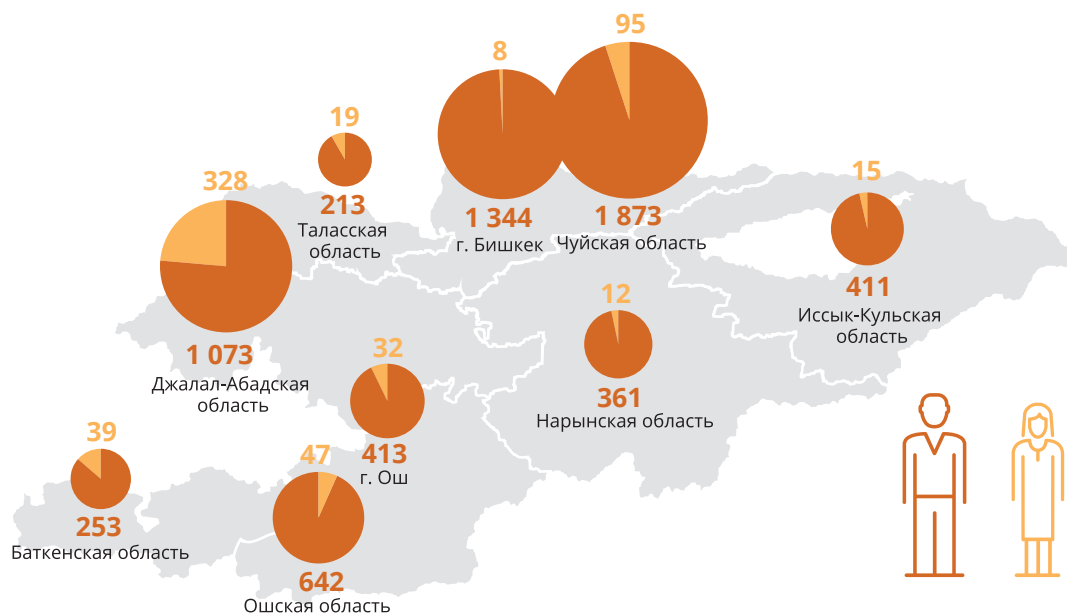 8
1 344
г. Бишкек
95
1 873
Чуйская область
19
213
Таласская
область
328
1 073
Джалал-Абадская
область
15
411
Иссык-Кульская
область
12
361
Нарынская область
32
413
г. Ош
39
253
Баткенская область
47
642
Ошская область